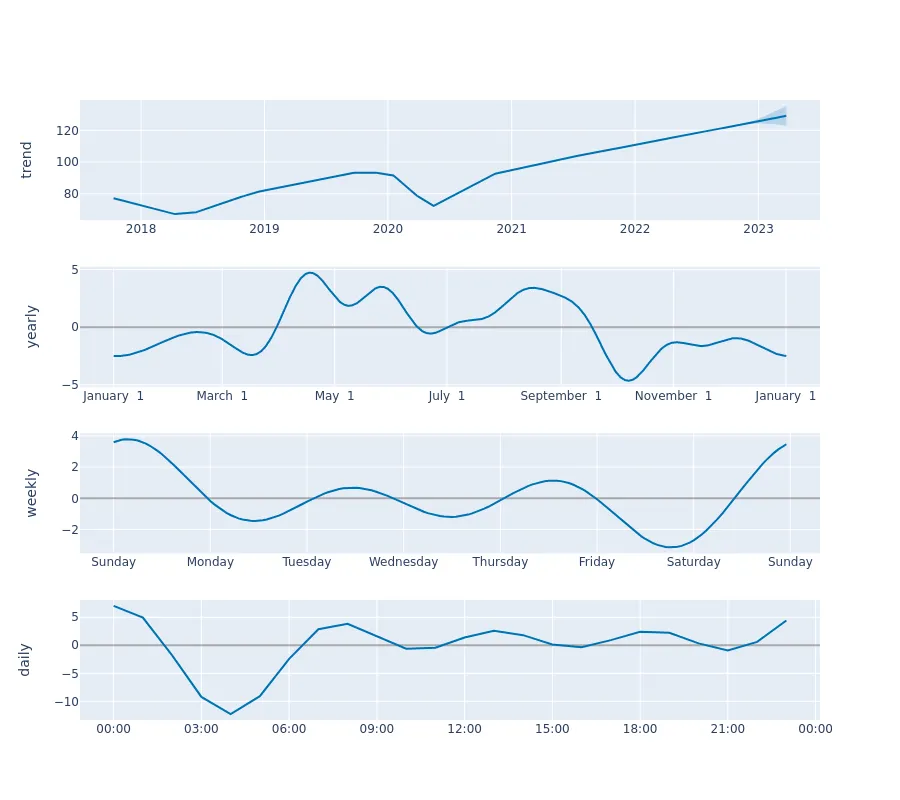 120
100
80
trend
2018 2019 2020 2021 2022 2023
5
0
−5
yearly
January 1 March 1 May 1 July 1 September 1 November 1 January 1
4
2
0
−2
weekly
Sunday Monday Tuesday Wednesday Thursday Friday Saturday Sunday
5
0
−5
−10
daily
00:00 03:00 06:00 09:00 12:00 15:00 18:00 21:00 00:00